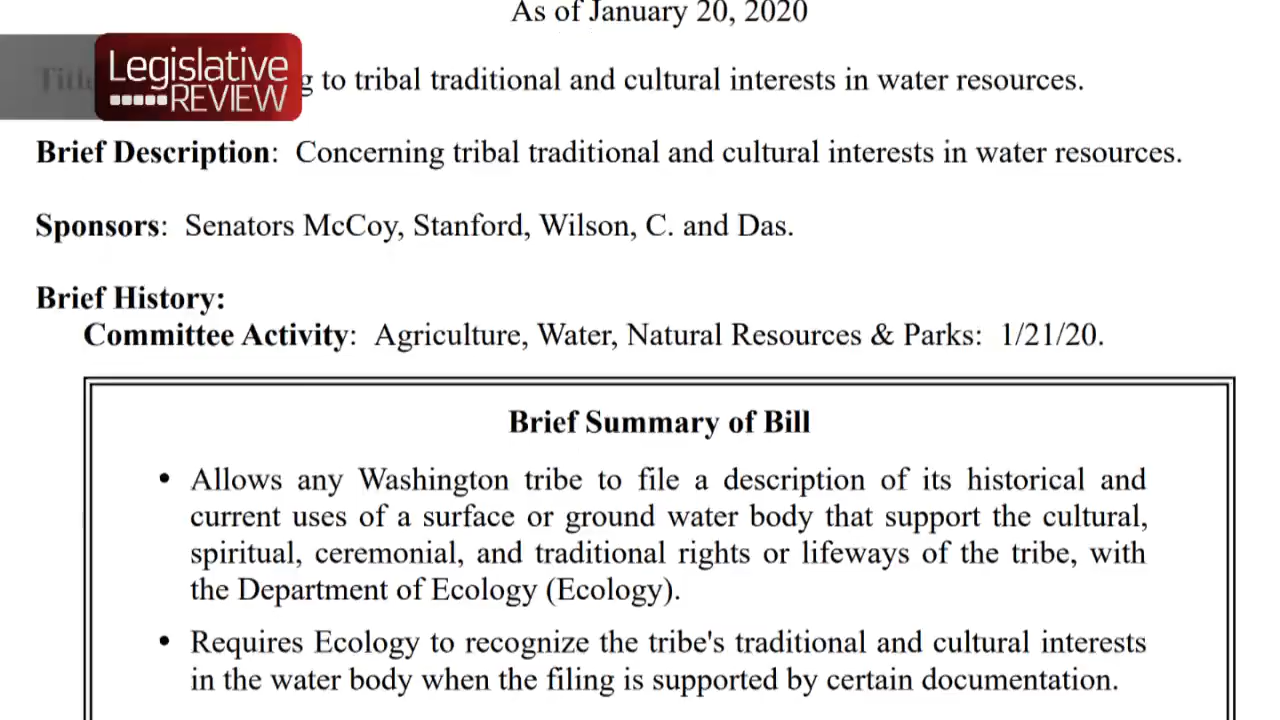 As of January 20, 2020
Legislative
REVIEW
to tribal traditional and cultural interests in water resources.
Brief Description: Concerning tribal traditional and cultural interests in water resources.
Sponsors: Senators McCoy, Stanford, Wilson, C. and Das.
Brief History:
Committee Activity: Agriculture, Water, Natural Resources & Parks: 1/21/20.
Brief Summary of Bill
• Allows any Washington tribe to file a description of its historical and
current uses of a surface or ground water body that support the cultural,
spiritual, ceremonial, and traditional rights or lifeways of the tribe, with
the Department of Ecology (Ecology).
• Requires Ecology to recognize the tribe's traditional and cultural interests
in the water body when the filing is supported by certain documentation.